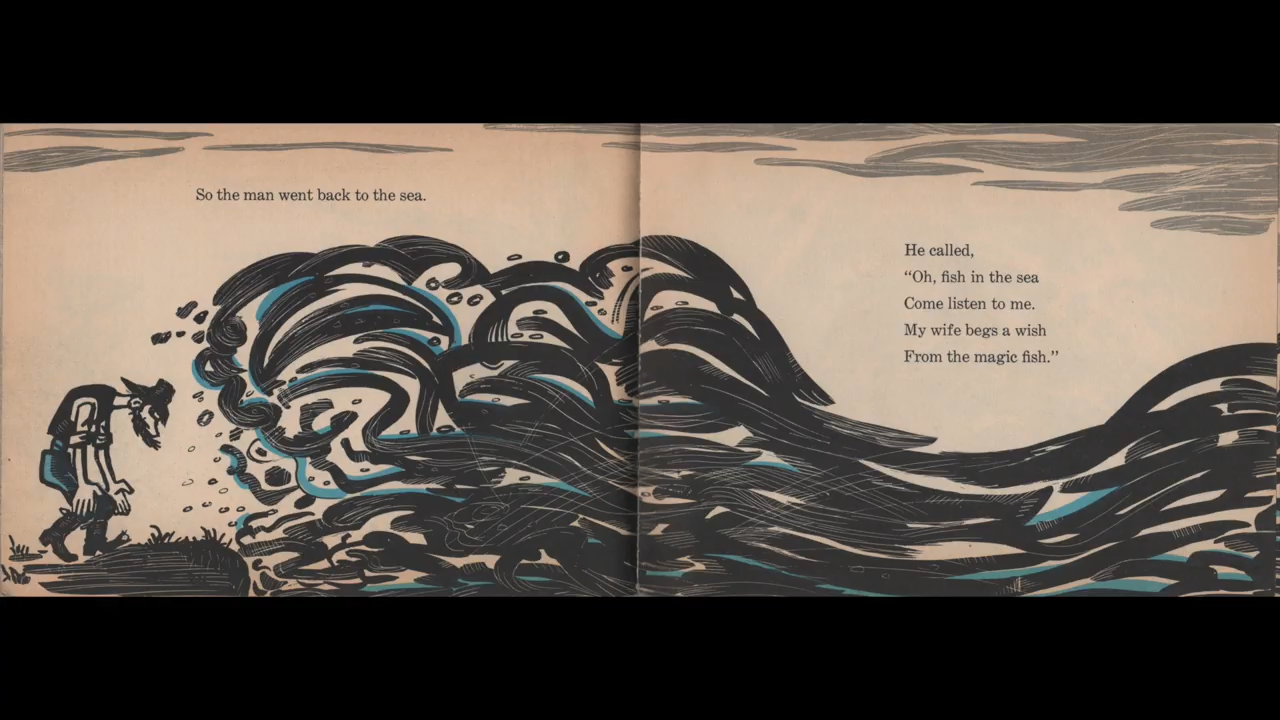 So the man went back to the sea.
He called,
“Oh, fish in the sea
Come listen to me.
My wife begs a wish
From the magic fish.”